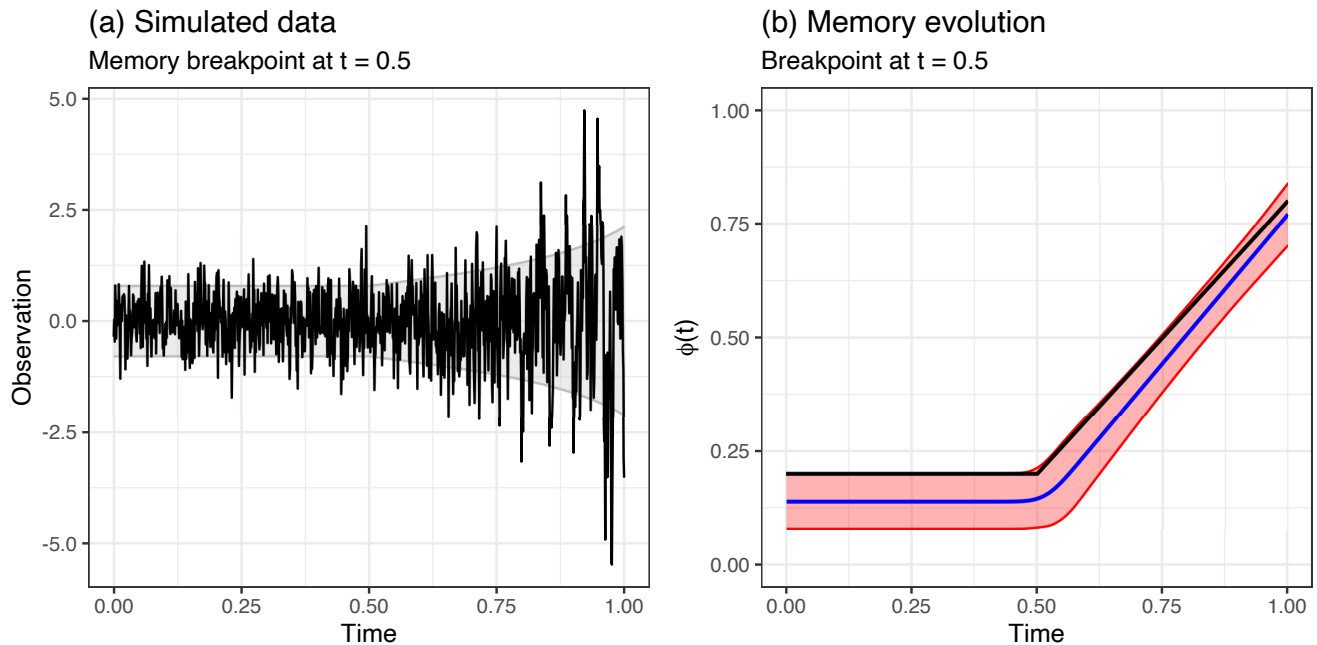 (a) Simulated data
Memory breakpoint at t = 0.5
5.0
2.5
0.0
-2.5
-5.0
Observation
0.00
0.25
0.50
0.75
1.00
Time
(b) Memory evolution
Breakpoint at t = 0.5
1.00
0.75
0.50
0.25
0.00
ϕ(t)
0.00
0.25
0.50
0.75
1.00
Time